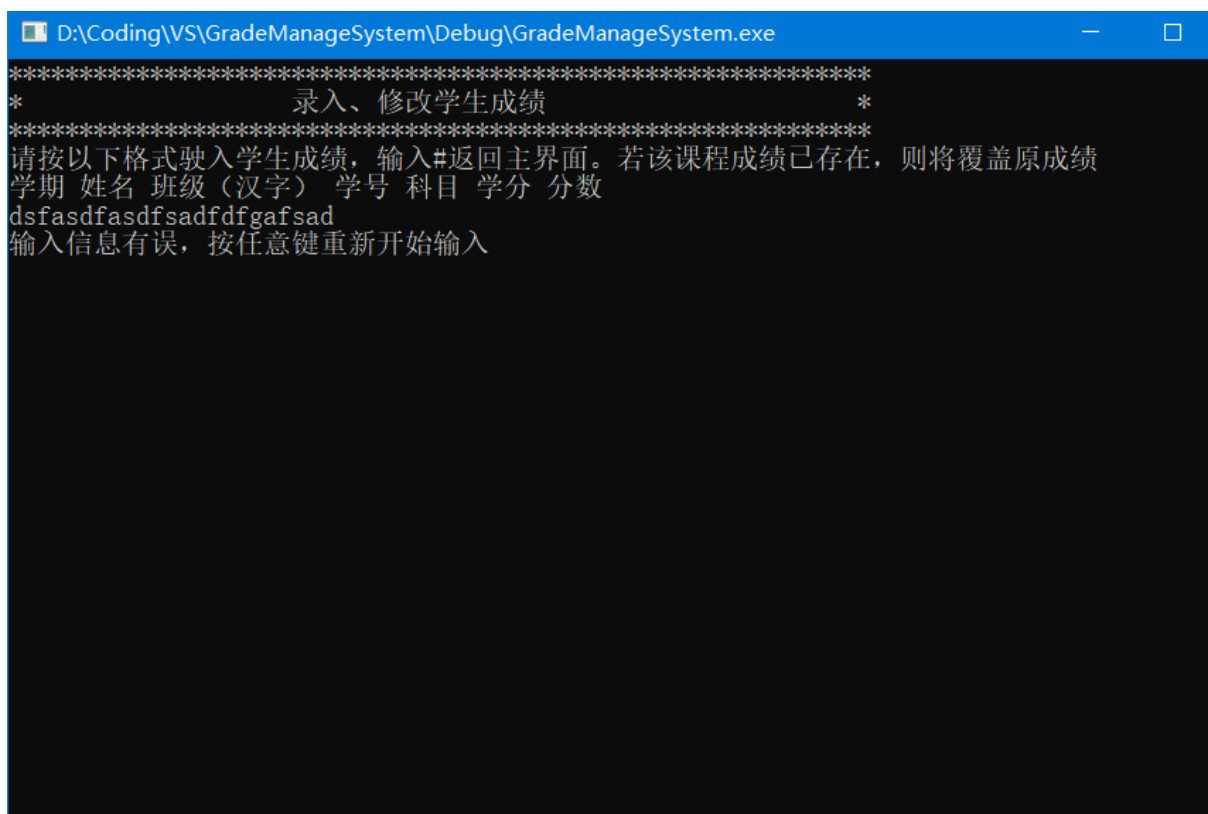 D:\Coding\VS\GradeManageSystem\Debug\GradeManageSystem.exe
*************************************************************
* 录入、修改学生成绩 *
*************************************************************
请按以下格式驶入学生成绩，输入#返回主界面。若该课程成绩已存在，则将覆盖原成绩
学期 姓名 班级（汉字） 学号 科目 学分 分数
dsfasdfasdfsadfdfgafsad
输入信息有误，按任意键重新开始输入